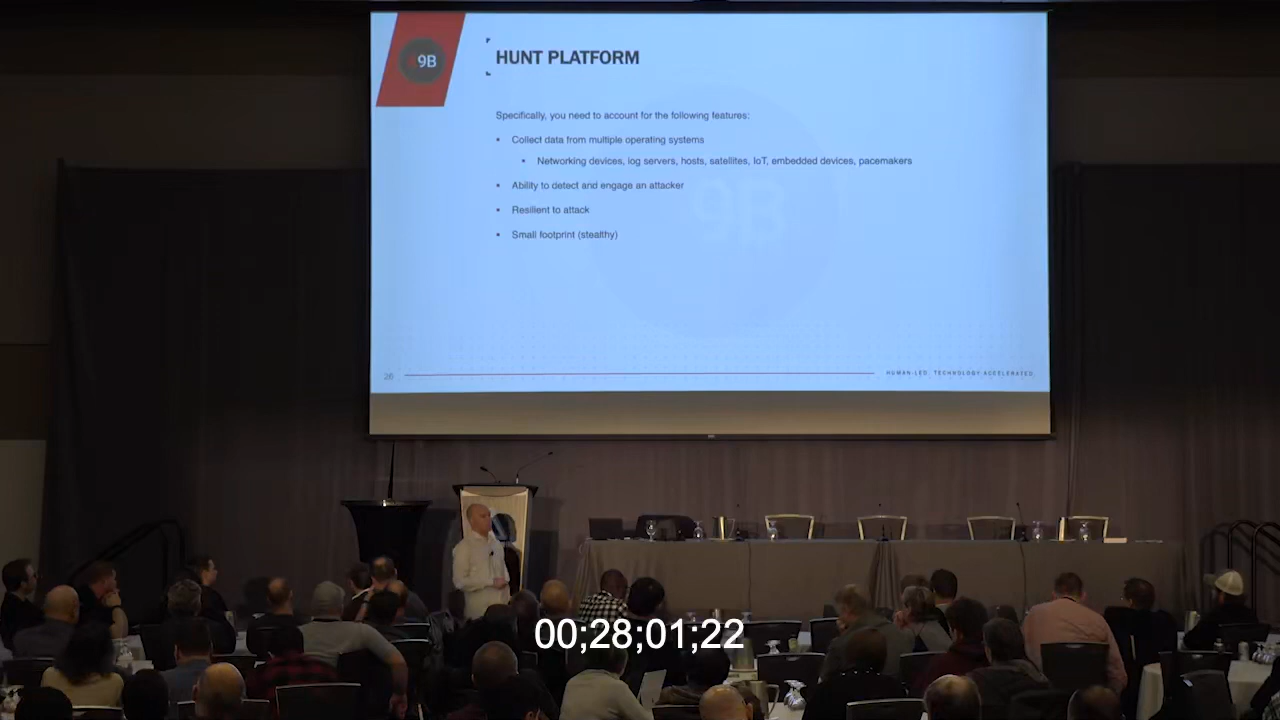 9B
HUNT PLATFORM
Specifically, you need to account for the following features:
• Collect data from multiple operating systems
• Networking devices, log servers, hosts, satellites, IoT, embedded devices, pacemakers
• Ability to detect and engage an attacker
9B
• Resilient to attack
• Small footprint (stealthy)
26
HUMAN-LED. TECHNOLOGY-ACCELERATED.
00;28;01;22